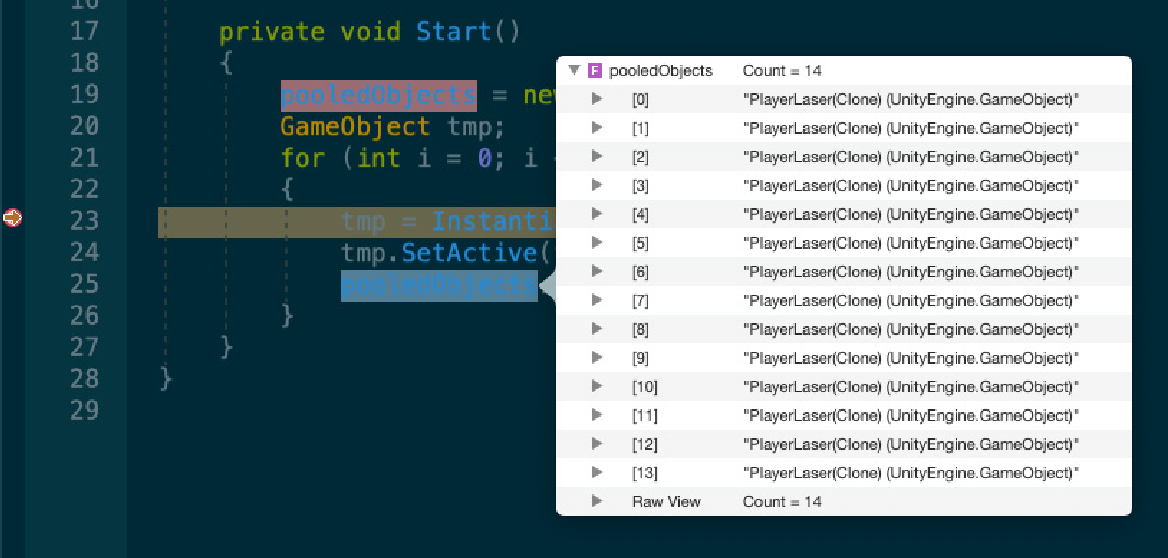 16
17 private void Start()
18 {
19 pooledObjects = new
20 GameObject tmp;
21 for (int i = 0; i
22 {
23 tmp = Instanti
24 tmp.SetActive(
25 pooledObjects
26 }
27 }
28 }
29
pooledObjects Count = 14
[0] "PlayerLaser(Clone) (UnityEngine.GameObject)"
[1] "PlayerLaser(Clone) (UnityEngine.GameObject)"
[2] "PlayerLaser(Clone) (UnityEngine.GameObject)"
[3] "PlayerLaser(Clone) (UnityEngine.GameObject)"
[4] "PlayerLaser(Clone) (UnityEngine.GameObject)"
[5] "PlayerLaser(Clone) (UnityEngine.GameObject)"
[6] "PlayerLaser(Clone) (UnityEngine.GameObject)"
[7] "PlayerLaser(Clone) (UnityEngine.GameObject)"
[8] "PlayerLaser(Clone) (UnityEngine.GameObject)"
[9] "PlayerLaser(Clone) (UnityEngine.GameObject)"
[10] "PlayerLaser(Clone) (UnityEngine.GameObject)"
[11] "PlayerLaser(Clone) (UnityEngine.GameObject)"
[12] "PlayerLaser(Clone) (UnityEngine.GameObject)"
[13] "PlayerLaser(Clone) (UnityEngine.GameObject)"
Raw View Count = 14